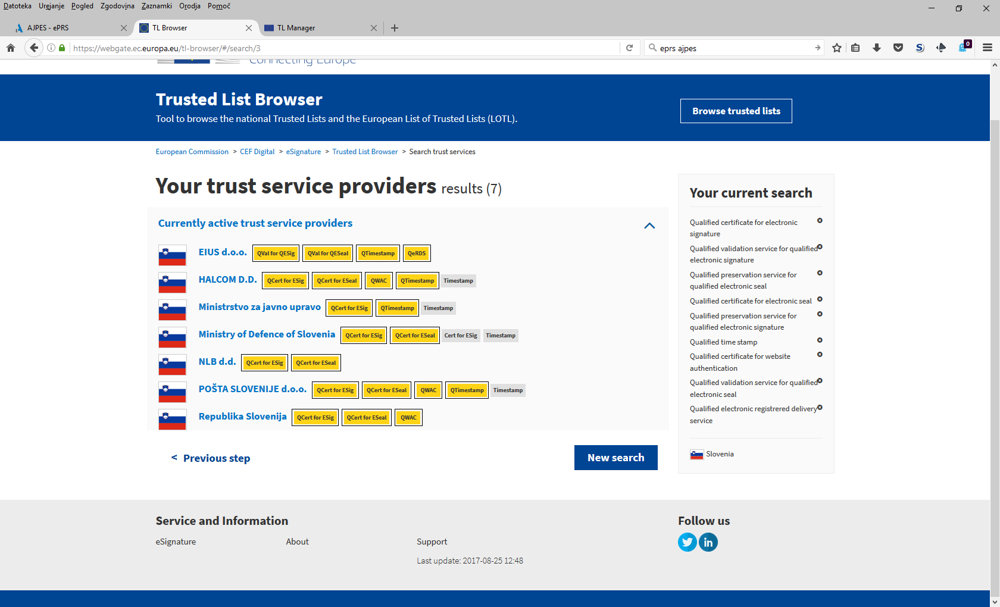 Datoteka Urejanje Pogled Zgodovina Zaznamki Orodja Pomoč
AJPES - ePRS
TL Browser
TL Manager
https://webgate.ec.europa.eu/tl-browser/#/search/3
eprs ajpes
0
Connecting Europe
Trusted List Browser
Tool to browse the national Trusted Lists and the European List of Trusted Lists (LOTL).
Browse trusted lists
European Commission > CEF Digital > eSignature > Trusted List Browser > Search trust services
Your trust service providers results (7)
Currently active trust service providers
EIUS d.o.o. QVal for QESig QVal for QESeal QTimestamp QeRDS
HALCOM D.D. QCert for ESig QCert for ESeal QWAC QTimestamp Timestamp
Ministrstvo za javno upravo QCert for ESig QTimestamp Timestamp
Ministry of Defence of Slovenia QCert for ESig QCert for ESeal Cert for ESig Timestamp
NLB d.d. QCert for ESig QCert for ESeal
POŠTA SLOVENIJE d.o.o. QCert for ESig QCert for ESeal QWAC QTimestamp Timestamp
Republika Slovenija QCert for ESig QCert for ESeal QWAC
< Previous step
New search
Your current search
Qualified certificate for electronic
signature
Qualified validation service for qualified
electronic signature
Qualified preservation service for
qualified electronic seal
Qualified certificate for electronic seal
Qualified preservation service for
qualified electronic signature
Qualified time stamp
Qualified certificate for website
authentication
Qualified validation service for qualified
electronic seal
Qualified electronic registrered delivery
service
Slovenia
Service and Information
eSignature
About
Support
Last update: 2017-08-25 12:48
Follow us
in